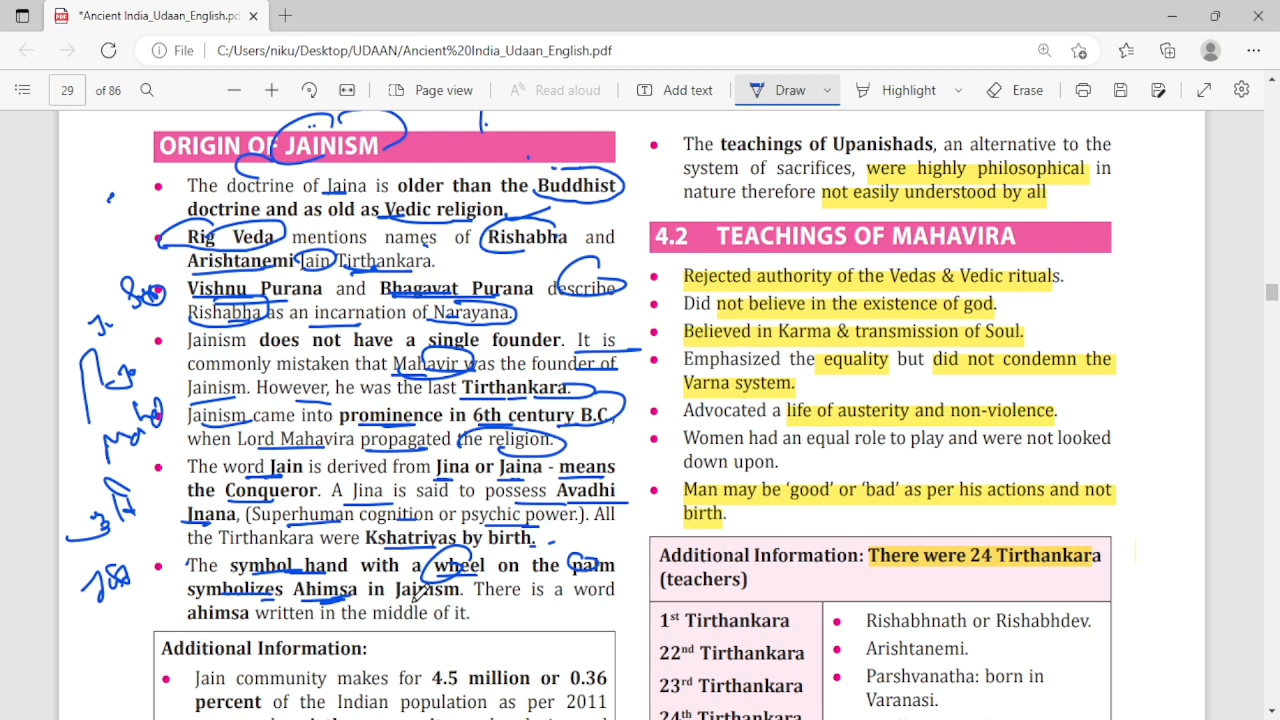 *Ancient India_Udaan_English.pd
File
C:/Users/niku/Desktop/UDAAN/Ancient%20India_Udaan_English.pdf
29
of 86
Page view
Read aloud
Add text
Draw
Highlight
Erase
ORIGIN OF JAINISM
The doctrine of Jaina is older than the Buddhist
doctrine and as old as Vedic religion.
Rig Veda mentions names of Rishabha and
Arishtanemi Jain Tirthankara.
Vishnu Purana and Bhagavat Purana describe
Rishabha as an incarnation of Narayana.
Jainism does not have a single founder. It is
commonly mistaken that Mahavir was the founder of
Jainism. However, he was the last Tirthankara.
Jainism came into prominence in 6th century B.C,
when Lord Mahavira propagated the religion.
The word Jain is derived from Jina or Jaina - means
the Conqueror. A Jina is said to possess Avadhi
Jnana, (Superhuman cognition or psychic power.). All
the Tirthankara were Kshatriyas by birth.
The symbol hand with a wheel on the palm
symbolizes Ahimsa in Jainism. There is a word
ahimsa written in the middle of it.
Additional Information:
Jain community makes for 4.5 million or 0.36
percent of the Indian population as per 2011
The teachings of Upanishads, an alternative to the
system of sacrifices, were highly philosophical in
nature therefore not easily understood by all
4.2 TEACHINGS OF MAHAVIRA
Rejected authority of the Vedas & Vedic rituals.
Did not believe in the existence of god.
Believed in Karma & transmission of Soul.
Emphasized the equality but did not condemn the
Varna system.
Advocated a life of austerity and non-violence.
Women had an equal role to play and were not looked
down upon.
Man may be ‘good’ or ‘bad’ as per his actions and not
birth.
Additional Information: There were 24 Tirthankara
(teachers)
1st Tirthankara
Rishabhnath or Rishabhdev.
22nd Tirthankara
Arishtanemi.
23rd Tirthankara
Parshvanatha: born in
Varanasi.
24th Tirthankara